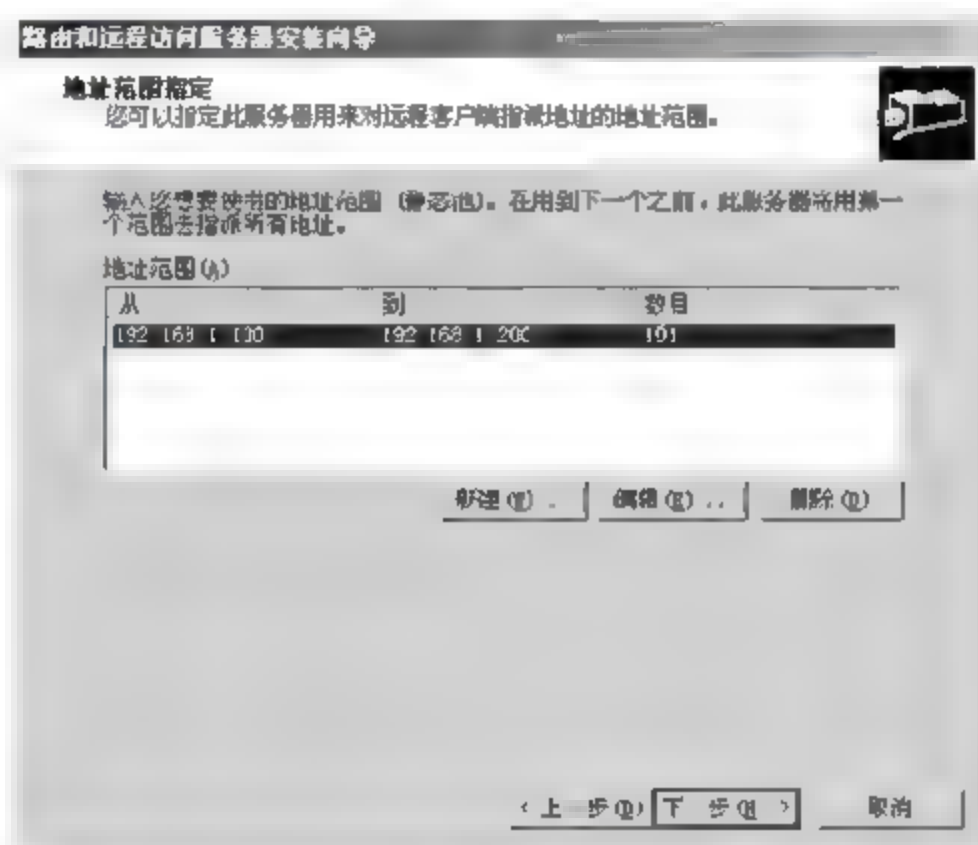 路由和远程访问服务器安装向导
地址范围指定
您可以指定此服务器用来对远程客户端指派地址的地址范围。
输入您想要使用的地址范围（静态池）。在用到下一个之前，此服务器将用第一
个范围去指派所有地址。
地址范围(A)
从 到 数目
192 168 1 100 192 168 1 200 101
新建(W) . 编辑(E) .. 删除(D)
< 上一步(B) 下一步(N) > 取消